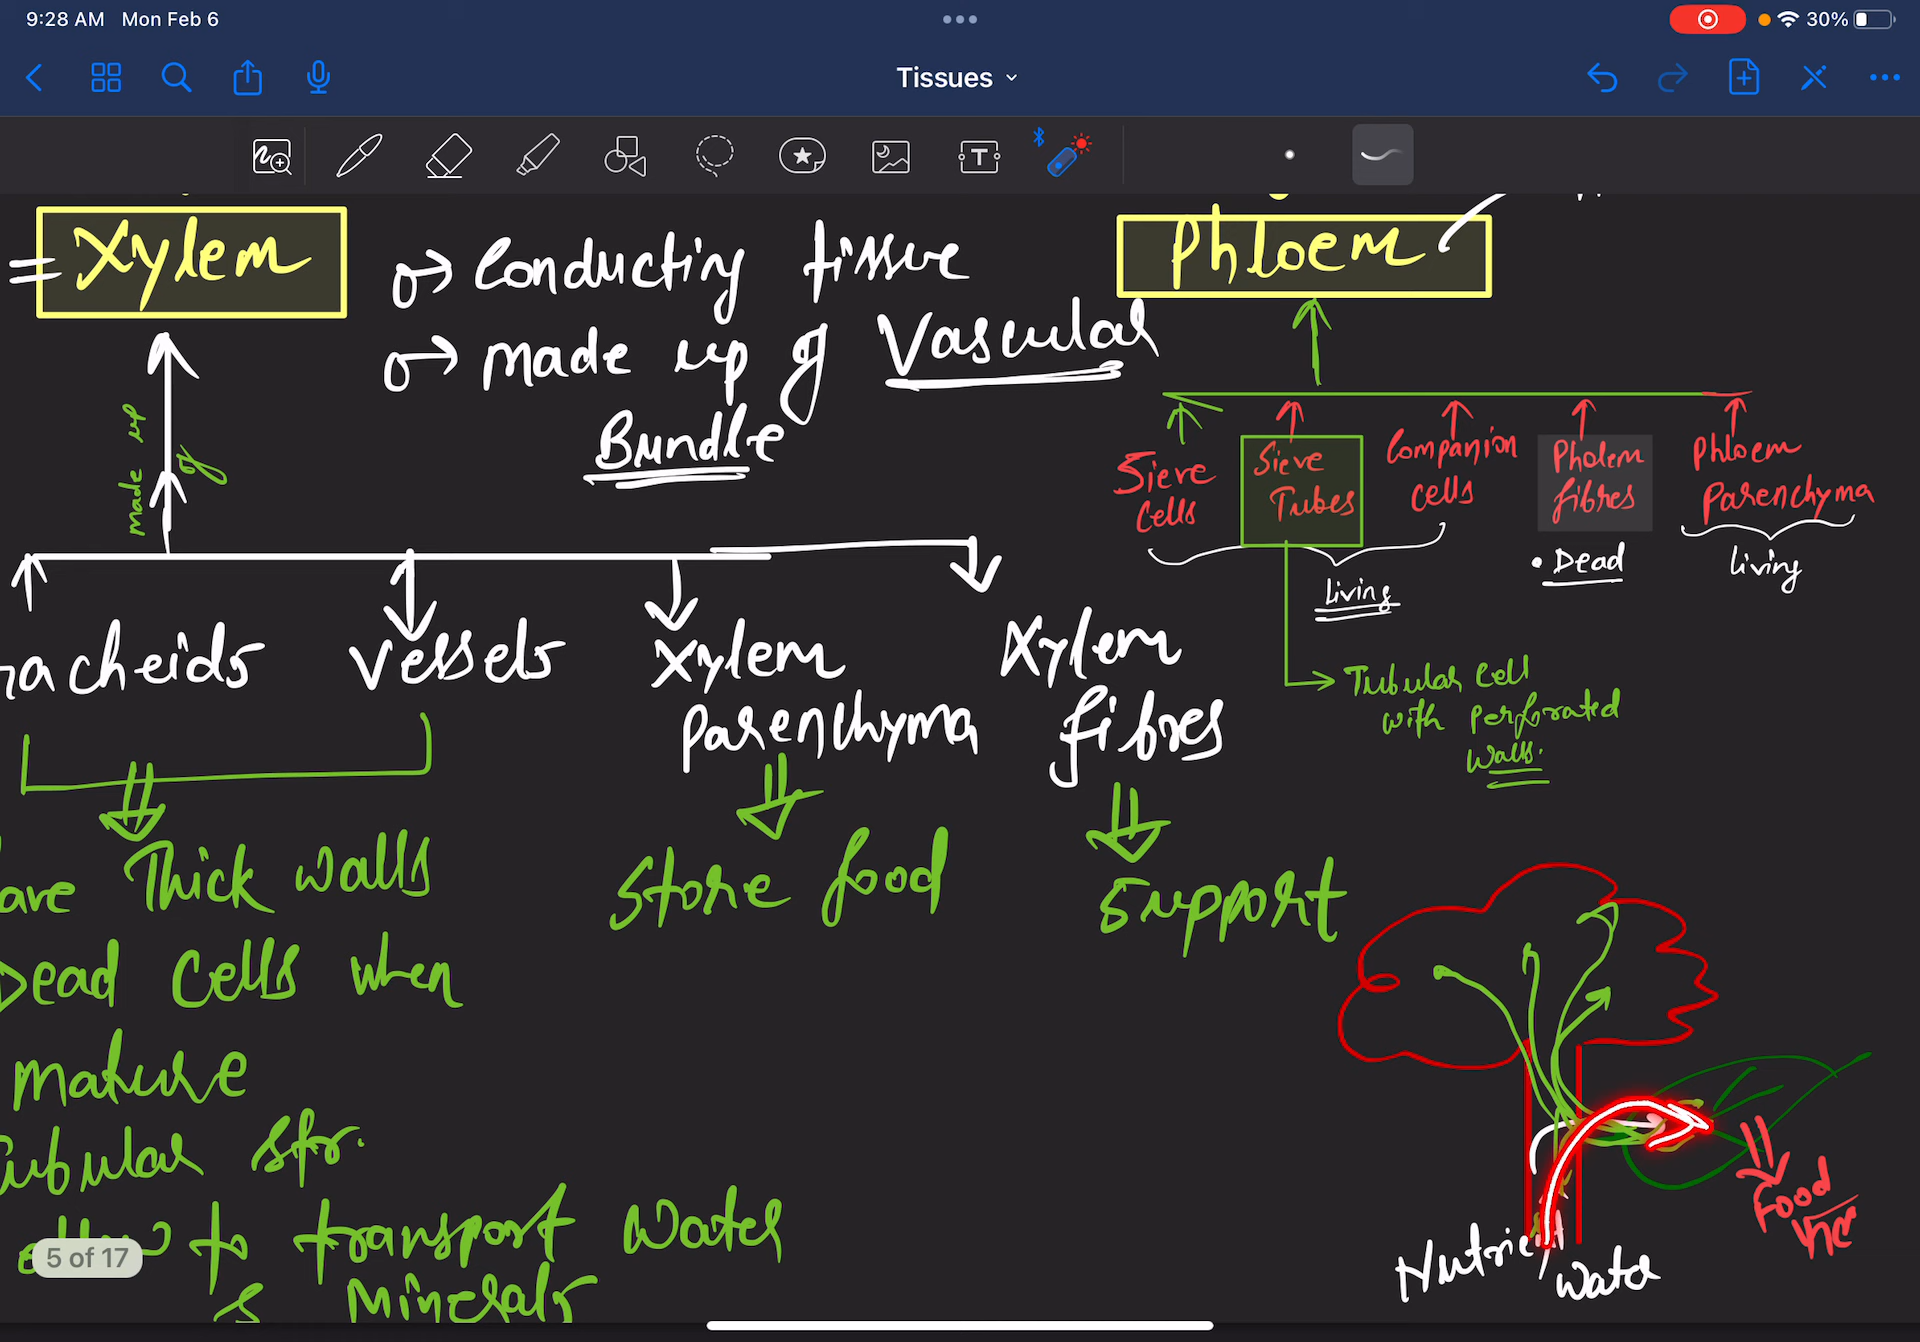 9:28 AM Mon Feb 6
30%
Tissues
T
= Xylem
Conducting tissue
made up of Vascular
Bundle
made up
of
racheids
Vessels
Xylem
Parenchyma
Xylem
fibres
ave Thick walls
Dead Cells when
mature
ubular str.
to transport water
& Minerals
Store food
Support
Phloem
Sieve
Cells
Sieve
Tubes
Companion
cells
Pholem
fibres
Phloem
Parenchyma
Living
• Dead
living
Tubular Cell
with perforated
walls.
Food
Nutrient
Water
5 of 17